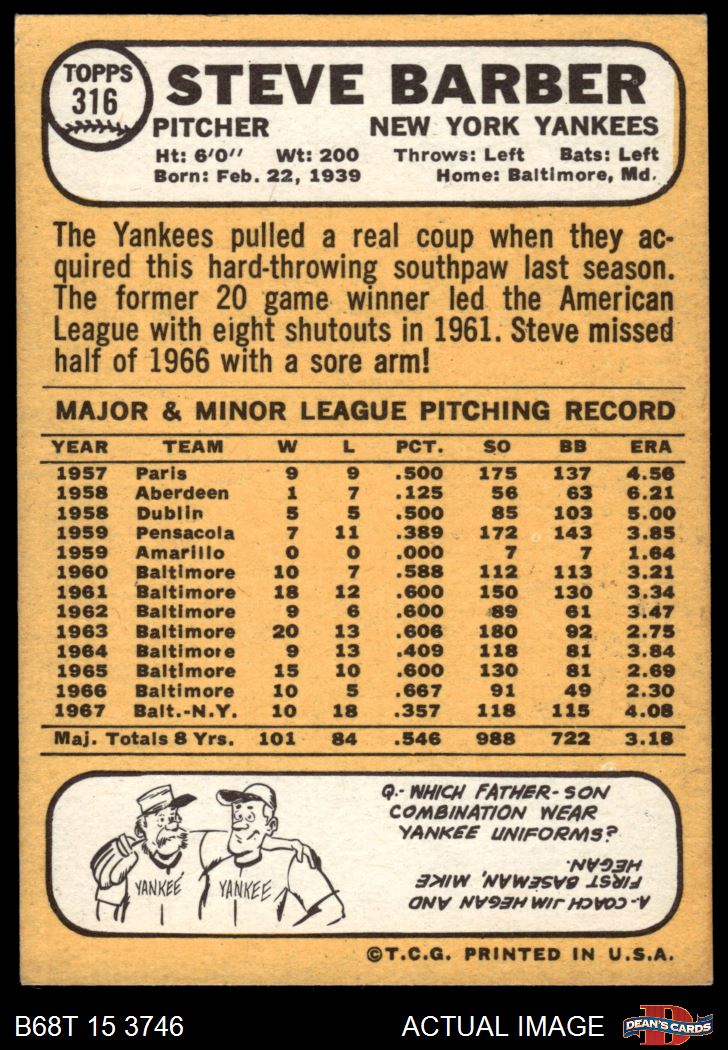 TOPPS
316
STEVE BARBER
PITCHER NEW YORK YANKEES
Ht: 6'0" Wt: 200 Throws: Left Bats: Left
Born: Feb. 22, 1939 Home: Baltimore, Md.
The Yankees pulled a real coup when they ac-
quired this hard-throwing southpaw last season.
The former 20 game winner led the American
League with eight shutouts in 1961. Steve missed
half of 1966 with a sore arm!
MAJOR & MINOR LEAGUE PITCHING RECORD
YEAR TEAM W L PCT. SO BB ERA
1957 Paris 9 9 .500 175 137 4.56
1958 Aberdeen 1 7 .125 56 63 6.21
1958 Dublin 5 5 .500 85 103 5.00
1959 Pensacola 7 11 .389 172 143 3.85
1959 Amarillo 0 0 .000 7 7 1.64
1960 Baltimore 10 7 .588 112 113 3.21
1961 Baltimore 18 12 .600 150 130 3.34
1962 Baltimore 9 6 .600 89 61 3.47
1963 Baltimore 20 13 .606 180 92 2.75
1964 Baltimore 9 13 .409 118 81 3.84
1965 Baltimore 15 10 .600 130 81 2.69
1966 Baltimore 10 5 .667 91 49 2.30
1967 Balt.-N.Y. 10 18 .357 118 115 4.08
Maj. Totals 8 Yrs. 101 84 .546 988 722 3.18
YANKEE YANKEE
Q.- WHICH FATHER-SON
COMBINATION WEAR
YANKEE UNIFORMS?
A.- COACH JIM HEGAN AND
FIRST BASEMAN, MIKE
HEGAN.
©T.C.G. PRINTED IN U.S.A.
B68T 15 3746 ACTUAL IMAGE
D
DEAN'S CARDS